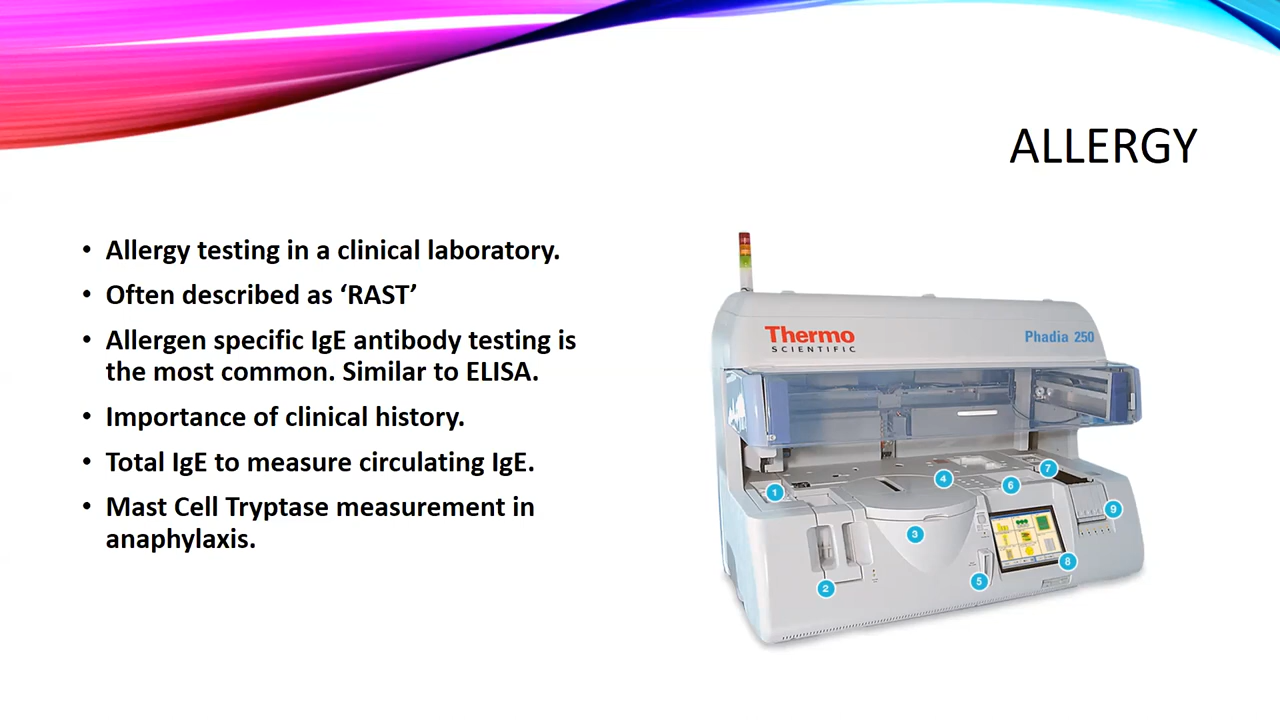 ALLERGY
• Allergy testing in a clinical laboratory.
• Often described as ‘RAST’
• Allergen specific IgE antibody testing is
the most common. Similar to ELISA.
• Importance of clinical history.
• Total IgE to measure circulating IgE.
• Mast Cell Tryptase measurement in
anaphylaxis.
Thermo
SCIENTIFIC
Phadia 250
1
2
3
4
5
6
7
8
9